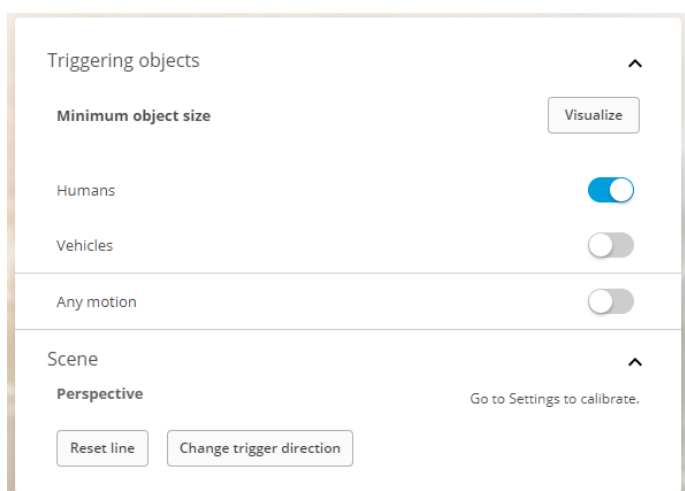 Triggering objects
Minimum object size
Visualize
Humans
Vehicles
Any motion
Scene
Perspective
Go to Settings to calibrate.
Reset line
Change trigger direction